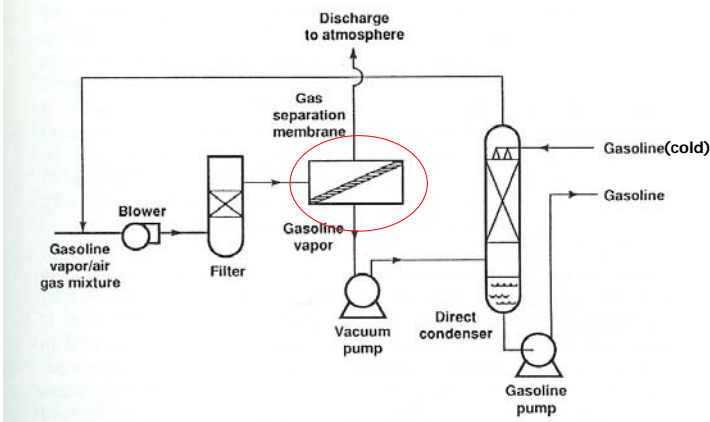 Discharge
to atmosphere
Gas
separation
membrane
Gasoline(cold)
Gasoline
Blower
Gasoline
vapor/air
gas mixture
Filter
Gasoline
vapor
Vacuum
pump
Direct
condenser
Gasoline
pump